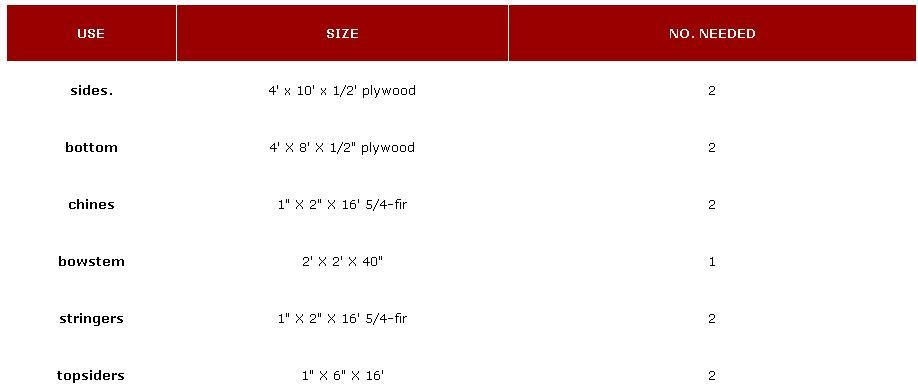 USE SIZE NO. NEEDED
sides. 4' x 10' x 1/2' plywood 2
bottom 4' X 8' X 1/2" plywood 2
chines 1" X 2" X 16' 5/4-fir 2
bowstem 2' X 2' X 40" 1
stringers 1" X 2" X 16' 5/4-fir 2
topsiders 1" X 6" X 16' 2